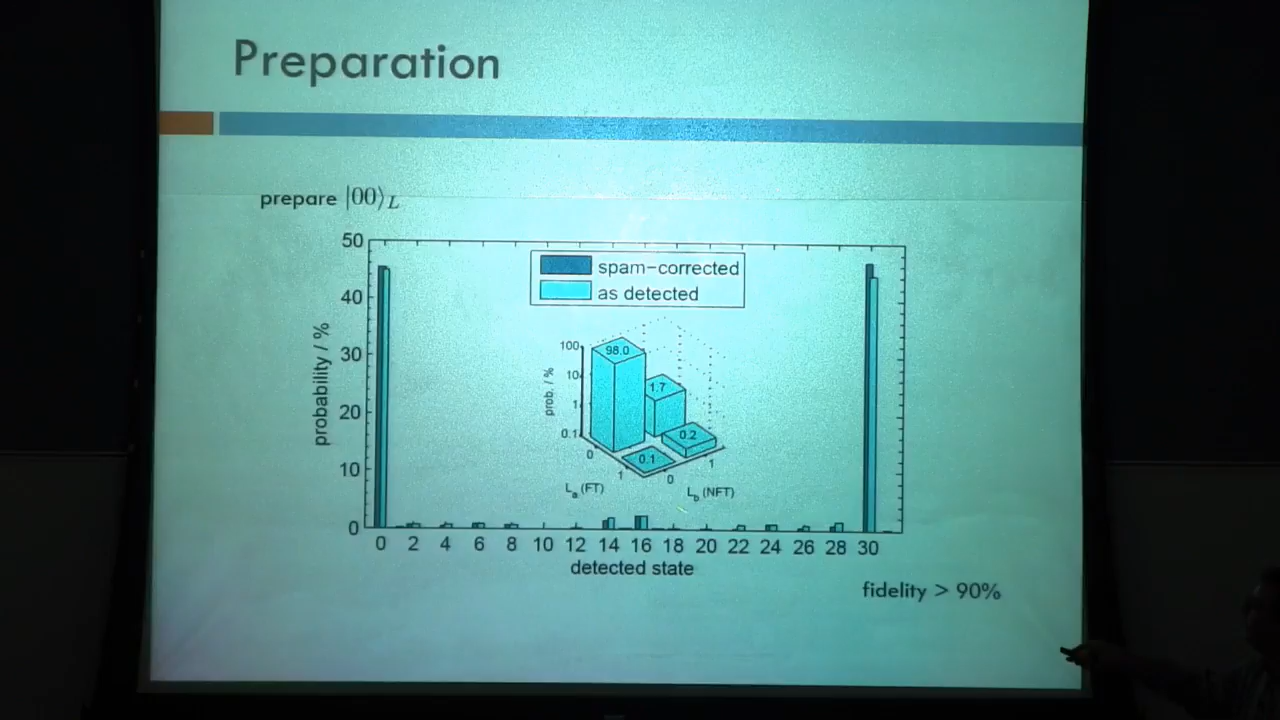 Preparation
prepare |00⟩L
50
40
30
20
10
0
probability / %
spam−corrected
as detected
100
10
1
0.1
prob. / %
98.0
1.7
0.2
0.1
0
1
La (FT)
0
1
Lb (NFT)
0 2 4 6 8 10 12 14 16 18 20 22 24 26 28 30
detected state
fidelity > 90%